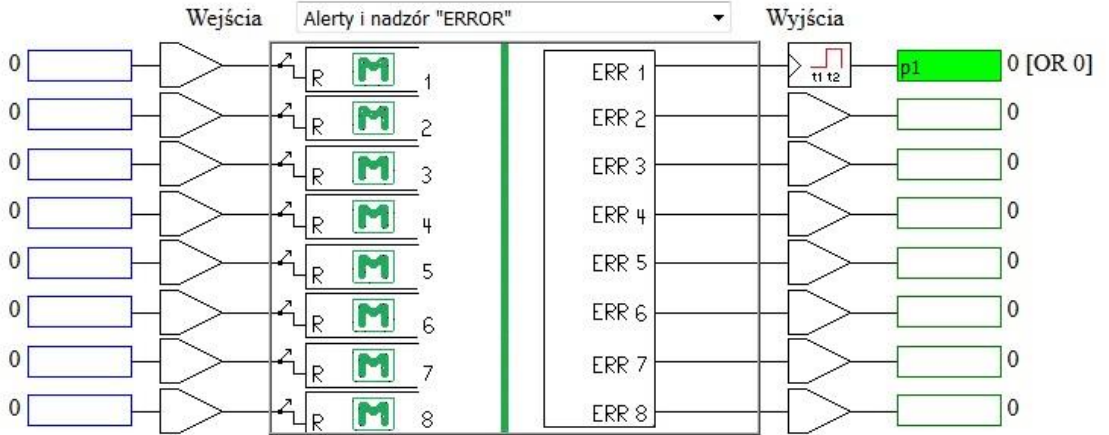 Wejścia Alerty i nadzór "ERROR" Wyjścia
0 R M 1 ERR 1 t1 t2 p1 0 [OR 0]
0 R M 2 ERR 2 0
0 R M 3 ERR 3 0
0 R M 4 ERR 4 0
0 R M 5 ERR 5 0
0 R M 6 ERR 6 0
0 R M 7 ERR 7 0
0 R M 8 ERR 8 0